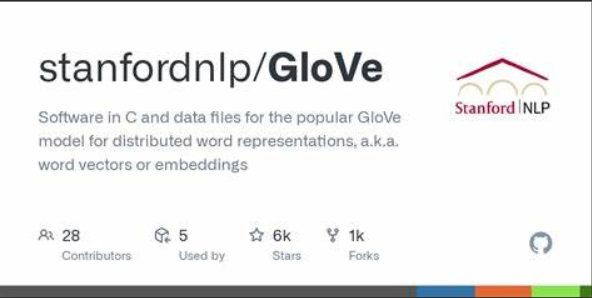 stanfordnlp/GloVe
Stanford NLP
Software in C and data files for the popular GloVe
model for distributed word representations, a.k.a.
word vectors or embeddings
28
Contributors
5
Used by
6k
Stars
1k
Forks